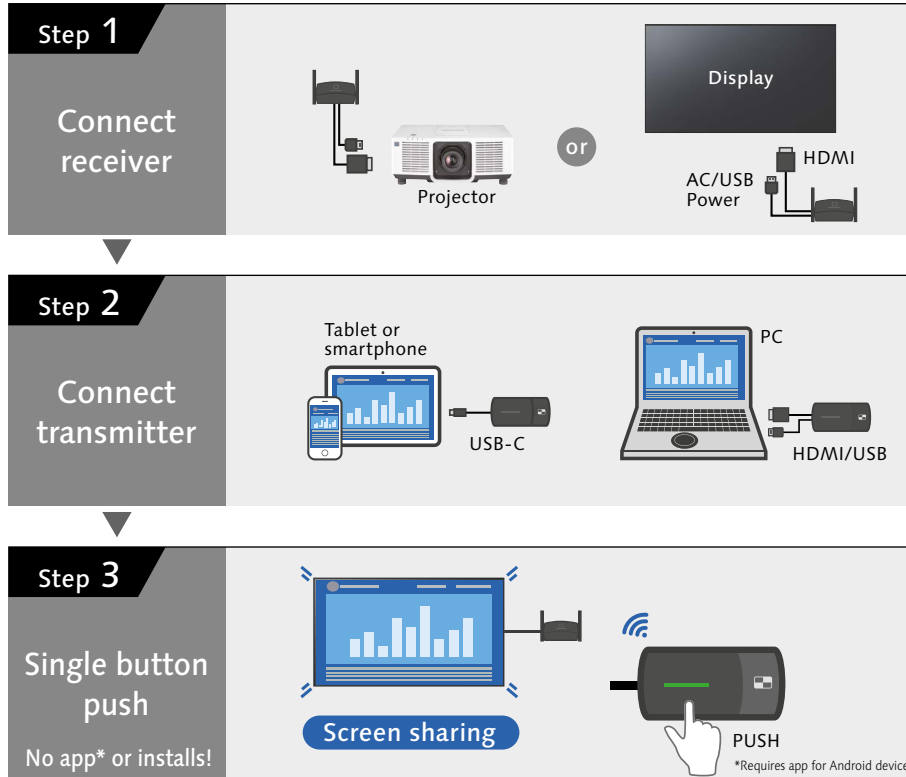 Step 1
Connect
receiver
Projector
or
Display
HDMI
AC/USB
Power
Step 2
Connect
transmitter
Tablet or
smartphone
USB-C
PC
HDMI/USB
Step 3
Single button
push
No app* or installs!
Screen sharing
PUSH
*Requires app for Android device